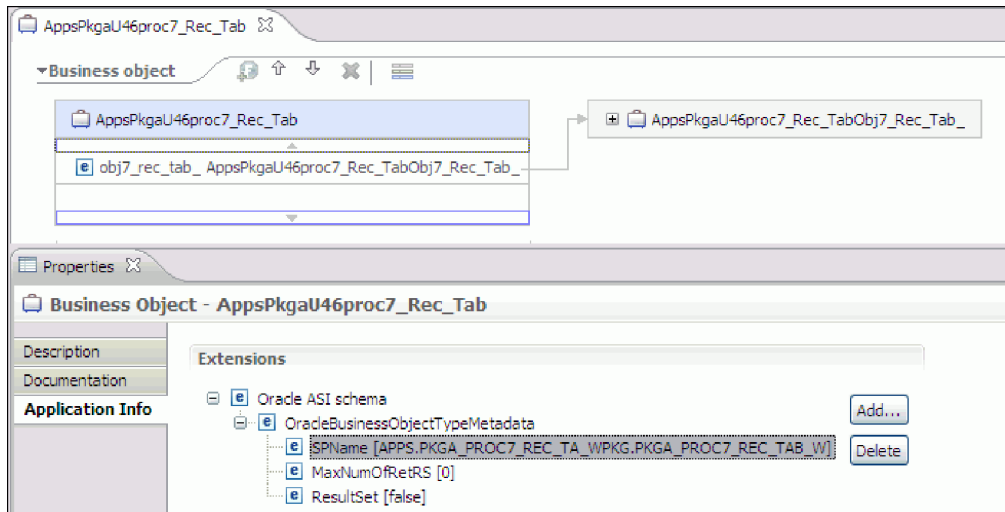 AppsPkgaU46proc7_Rec_Tab
Business object
AppsPkgaU46proc7_Rec_Tab
AppsPkgaU46proc7_Rec_TabObj7_Rec_Tab_
obj7_rec_tab_ AppsPkgaU46proc7_Rec_TabObj7_Rec_Tab_
Properties
Business Object - AppsPkgaU46proc7_Rec_Tab
Description
Documentation
Application Info
Extensions
Oracle ASI schema
OracleBusinessObjectTypeMetadata
SPName [APPS.PKGA_PROC7_REC_TA_WPKG.PKGA_PROC7_REC_TAB_W]
MaxNumOfRetRS [0]
ResultSet [false]
Add...
Delete